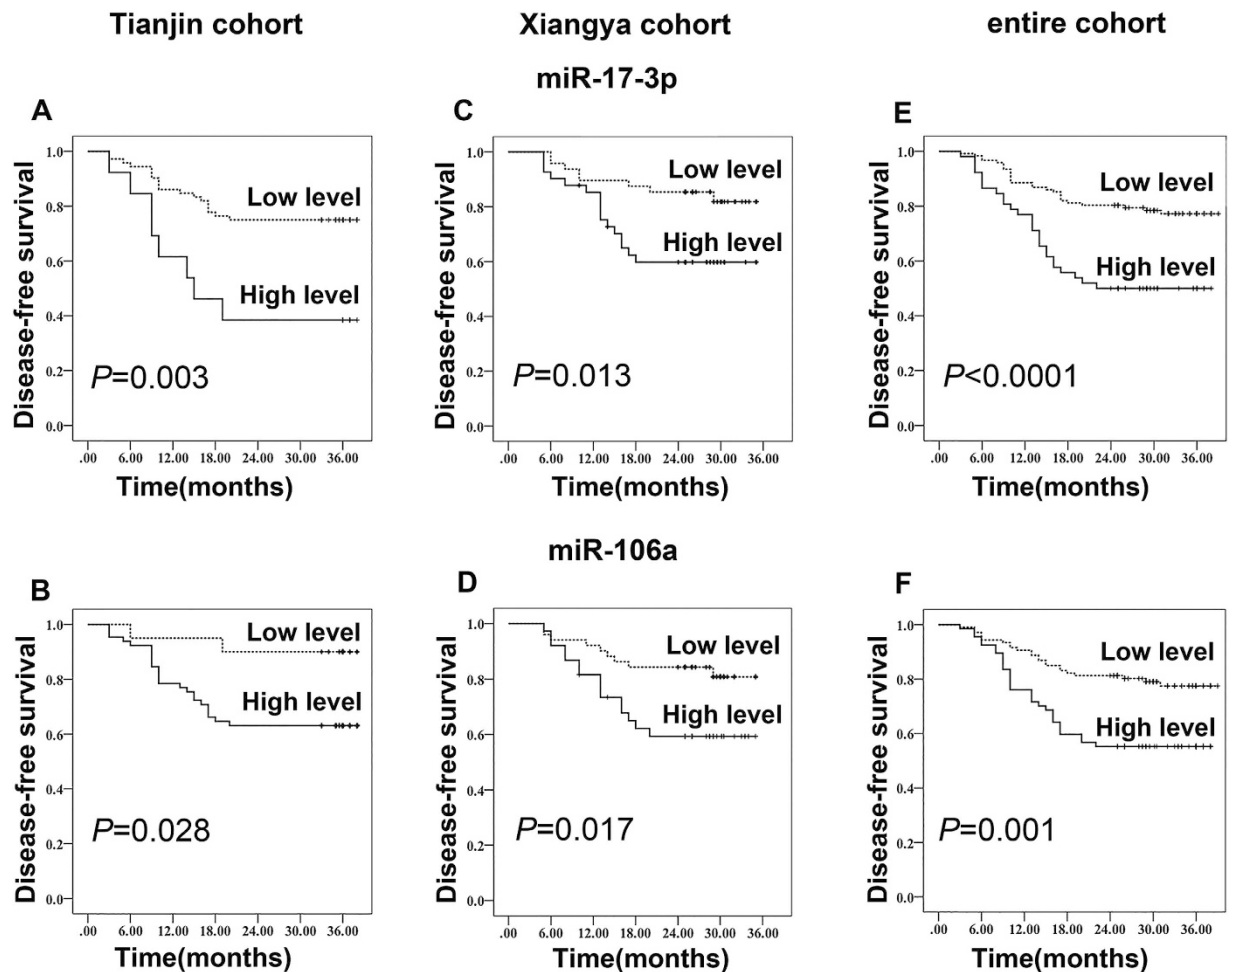 Tianjin cohort
Xiangya cohort
entire cohort
miR-17-3p
A
Disease-free survival
1.0
0.8
0.6
0.4
0.2
0.0
Low level
High level
P=0.003
.00 6.00 12.00 18.00 24.00 30.00 36.00
Time(months)
C
Disease-free survival
1.0
0.8
0.6
0.4
0.2
0.0
Low level
High level
P=0.013
.00 6.00 12.00 18.00 24.00 30.00 36.00
Time(months)
E
Disease-free survival
1.0
0.8
0.6
0.4
0.2
0.0
Low level
High level
P<0.0001
.00 6.00 12.00 18.00 24.00 30.00 36.00
Time(months)
miR-106a
B
Disease-free survival
1.0
0.8
0.6
0.4
0.2
0.0
Low level
High level
P=0.028
.00 6.00 12.00 18.00 24.00 30.00 36.00
Time(months)
D
Disease-free survival
1.0
0.8
0.6
0.4
0.2
0.0
Low level
High level
P=0.017
.00 6.00 12.00 18.00 24.00 30.00 36.00
Time(months)
F
Disease-free survival
1.0
0.8
0.6
0.4
0.2
0.0
Low level
High level
P=0.001
.00 6.00 12.00 18.00 24.00 30.00 36.00
Time(months)